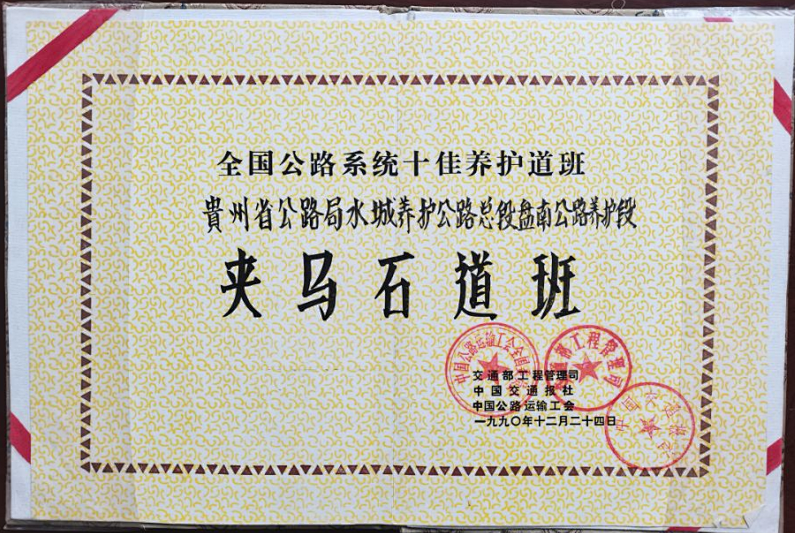 全国公路系统十佳养护道班
貴州省公路局水城养护公路总段盘南公路养护段
夹马石道班
交通部工程管理司
中国交通报社
中国公路运输工会
一九九〇年十二月二十四日